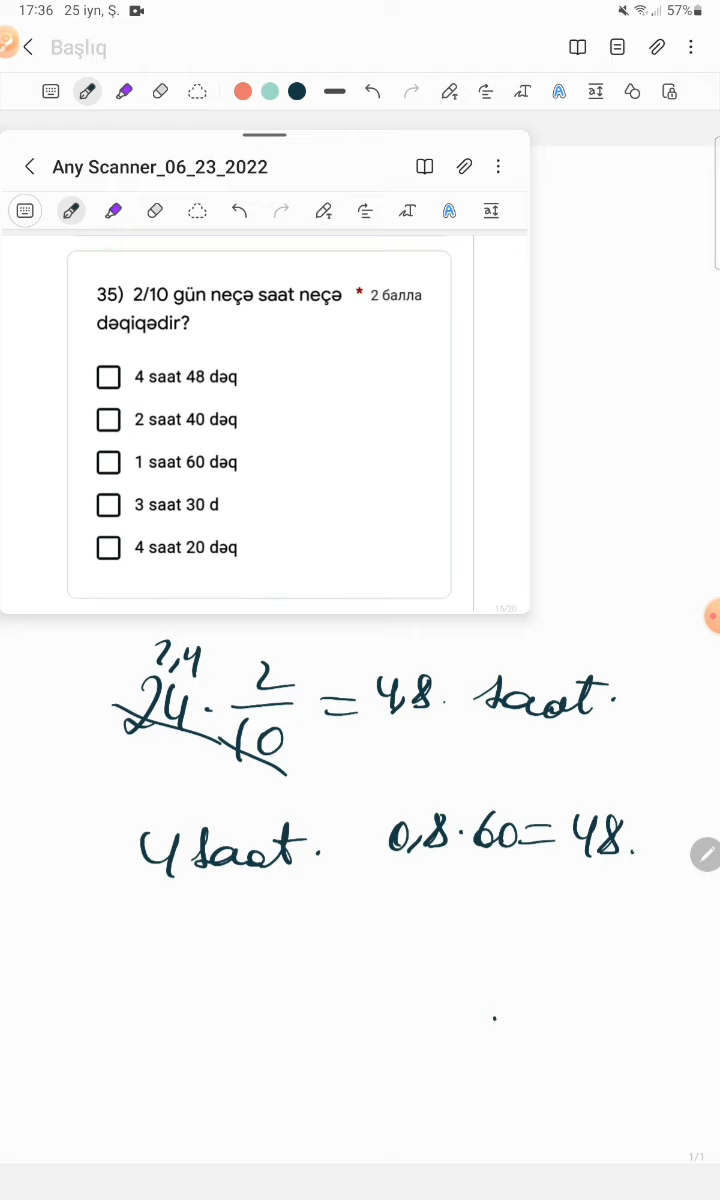 17:36 25 iyn, Ş. 57%
Başlıq
Any Scanner_06_23_2022
35) 2/10 gün neçə saat neçə * 2 балла
dəqiqədir?
4 saat 48 dəq
2 saat 40 dəq
1 saat 60 dəq
3 saat 30 d
4 saat 20 dəq
15/20
2,4
24 · 2/10 = 4,8 saat.
4 saat. 0,8 · 60 = 48.
1/1